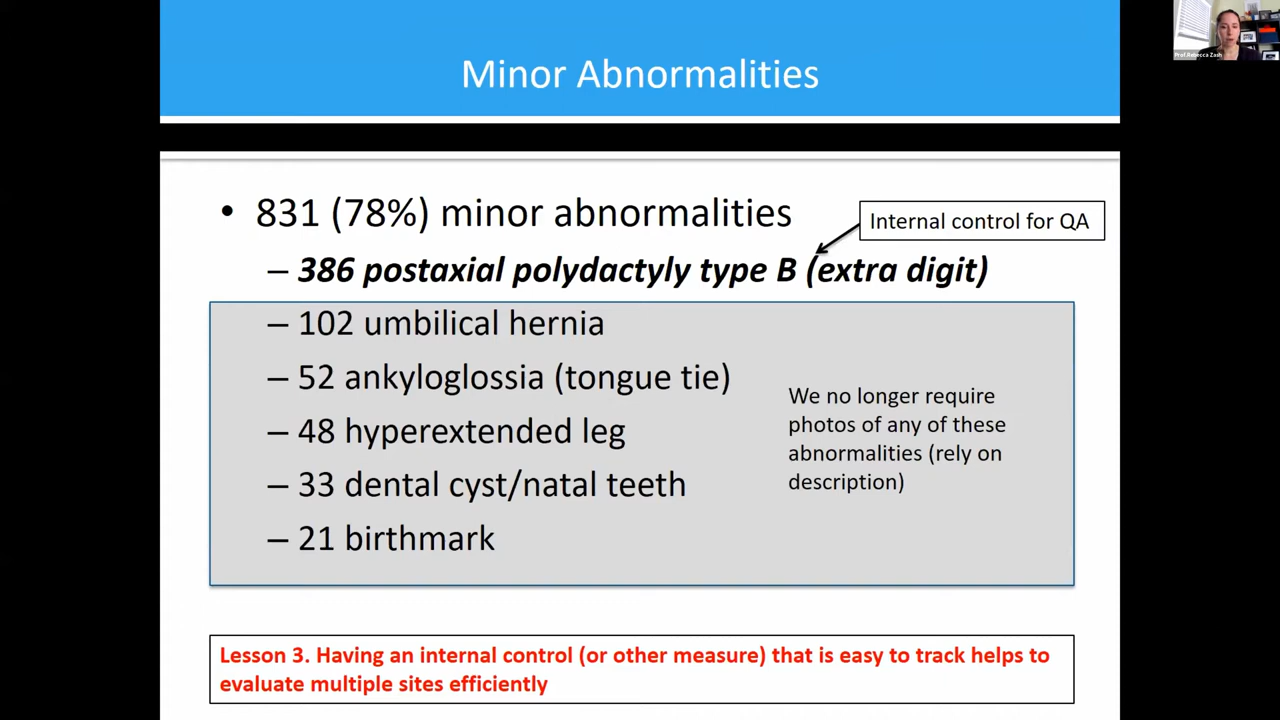 Minor Abnormalities
Prof.Rebecca Zash
• 831 (78%) minor abnormalities
Internal control for QA
– 386 postaxial polydactyly type B (extra digit)
– 102 umbilical hernia
– 52 ankyloglossia (tongue tie)
– 48 hyperextended leg
– 33 dental cyst/natal teeth
– 21 birthmark
We no longer require
photos of any of these
abnormalities (rely on
description)
Lesson 3. Having an internal control (or other measure) that is easy to track helps to
evaluate multiple sites efficiently